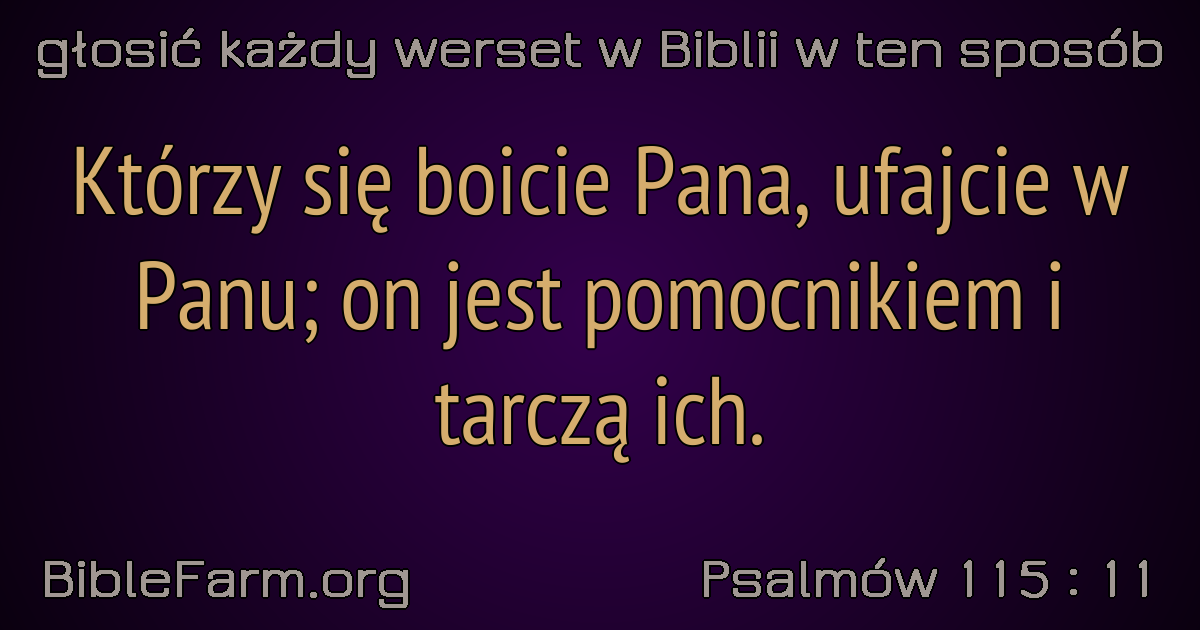 głosić każdy werset w Biblii w ten sposób
Którzy się boicie Pana, ufajcie w
Panu; on jest pomocnikiem i
tarczą ich.
BibleFarm.org
Psalmów 115 : 11